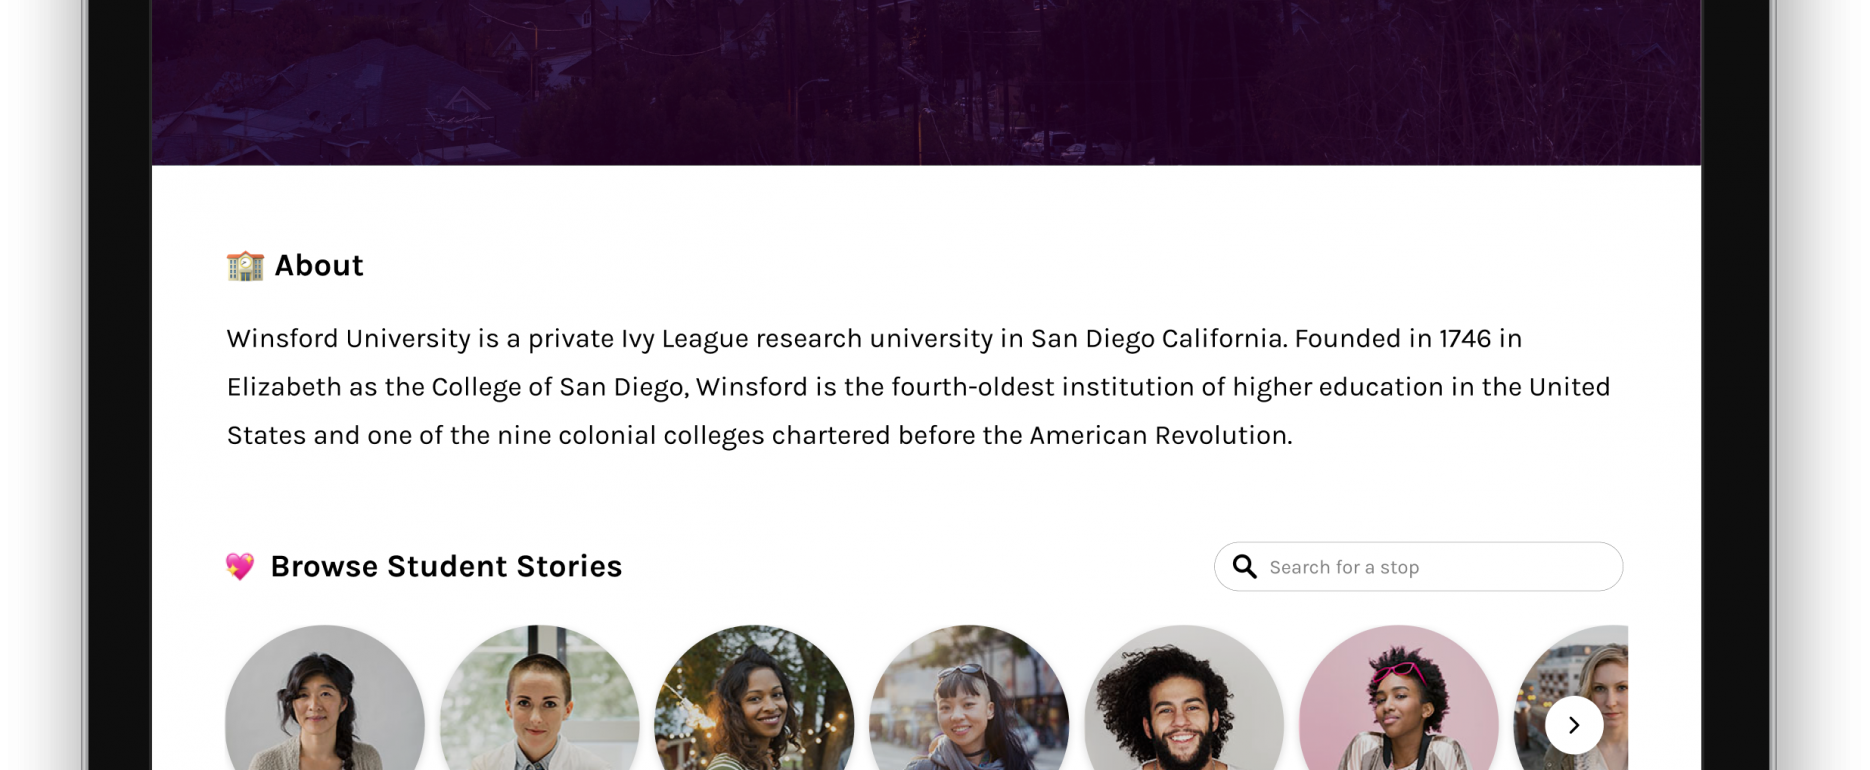 About
Winsford University is a private Ivy League research university in San Diego California. Founded in 1746 in
Elizabeth as the College of San Diego, Winsford is the fourth-oldest institution of higher education in the United
States and one of the nine colonial colleges chartered before the American Revolution.
Browse Student Stories
Search for a stop